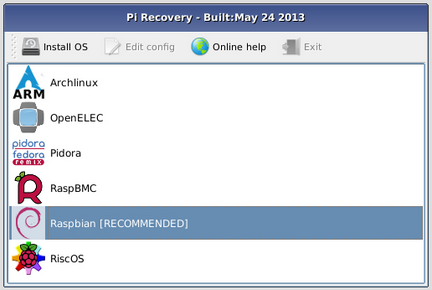 Pi Recovery - Built:May 24 2013
Install OS Edit config Online help Exit
ARM Archlinux
OpenELEC
pidora
fedora
remix
Pidora
RaspBMC
Raspbian [RECOMMENDED]
RiscOS